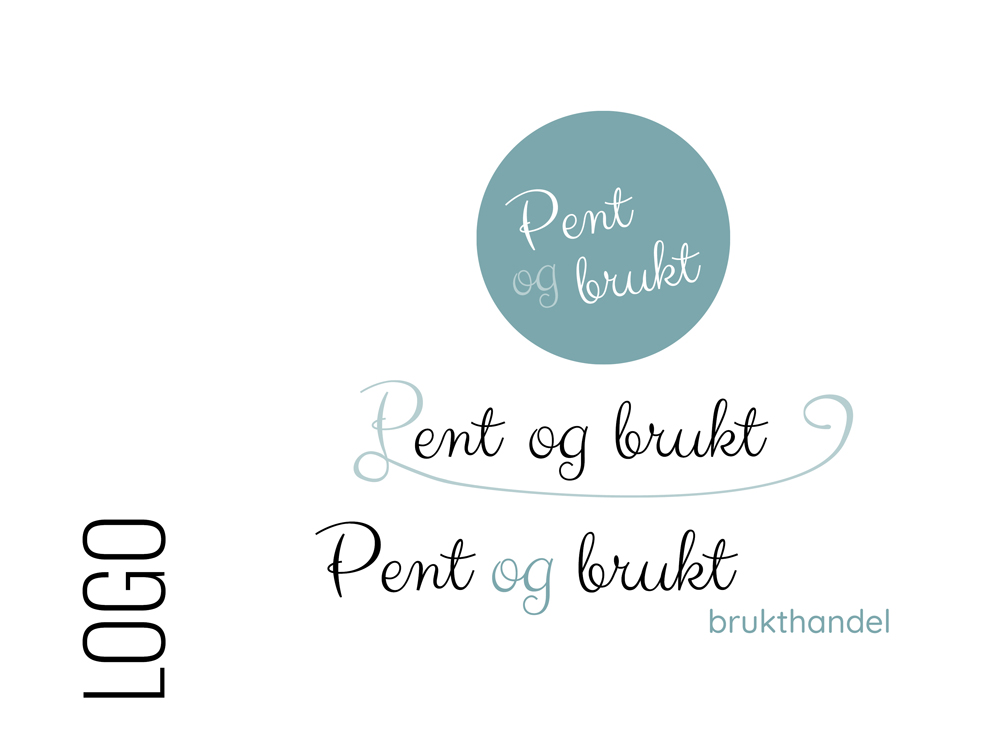 Pent
og brukt
Pent og brukt
Pent og brukt
brukthandel
LOGO